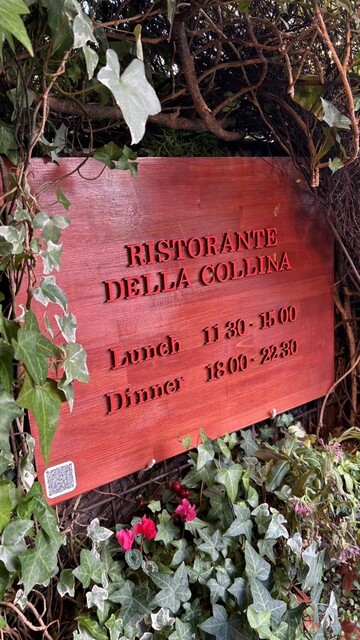 RISTORANTE
DELLA COLLINA
Lunch 11 30 - 15 00
Dinner 18 00 - 22 30